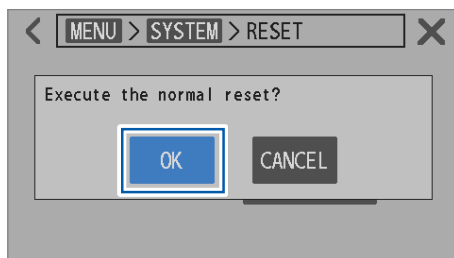 MENU > SYSTEM > RESET
Execute the normal reset?
OK
CANCEL